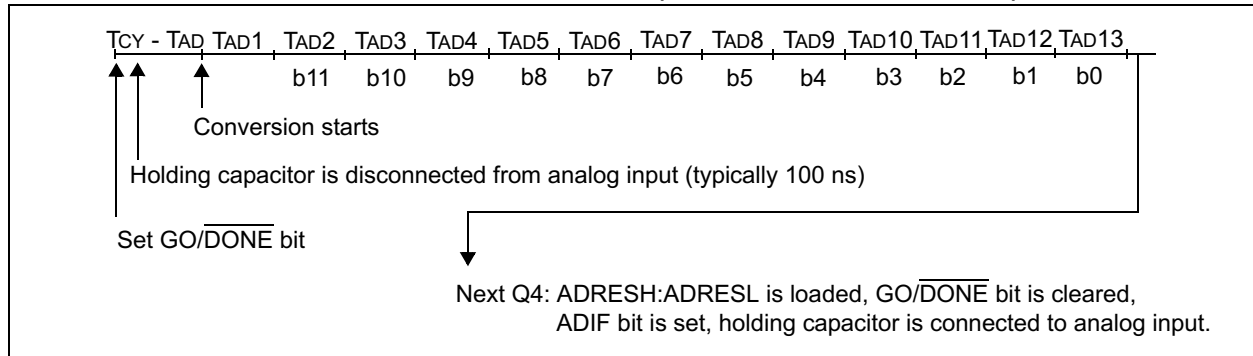 TCY - TAD TAD1 TAD2 TAD3 TAD4 TAD5 TAD6 TAD7 TAD8 TAD9 TAD10 TAD11 TAD12 TAD13
b11 b10 b9 b8 b7 b6 b5 b4 b3 b2 b1 b0
Conversion starts
Holding capacitor is disconnected from analog input (typically 100 ns)
Set GO/DONE bit
Next Q4: ADRESH:ADRESL is loaded, GO/DONE bit is cleared,
ADIF bit is set, holding capacitor is connected to analog input.